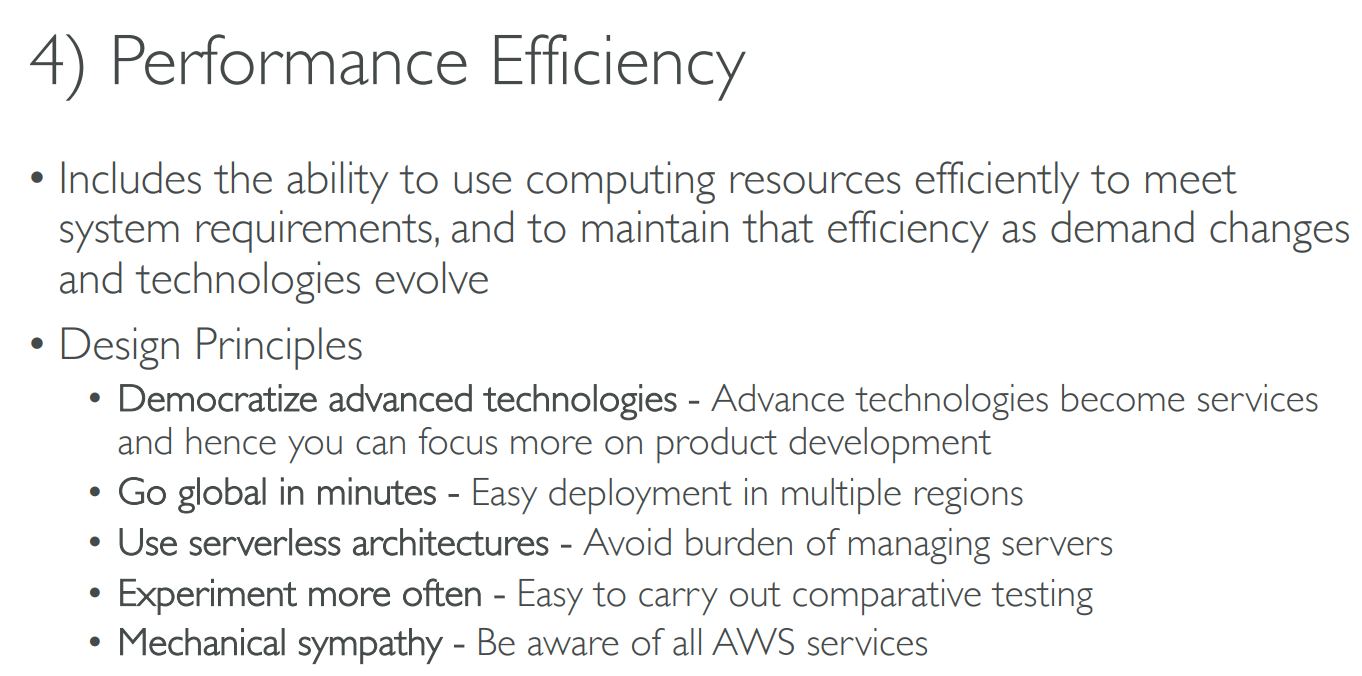 4) Performance Efficiency
• Includes the ability to use computing resources efficiently to meet
system requirements, and to maintain that efficiency as demand changes
and technologies evolve
• Design Principles
• Democratize advanced technologies - Advance technologies become services
and hence you can focus more on product development
• Go global in minutes - Easy deployment in multiple regions
• Use serverless architectures - Avoid burden of managing servers
• Experiment more often - Easy to carry out comparative testing
• Mechanical sympathy - Be aware of all AWS services